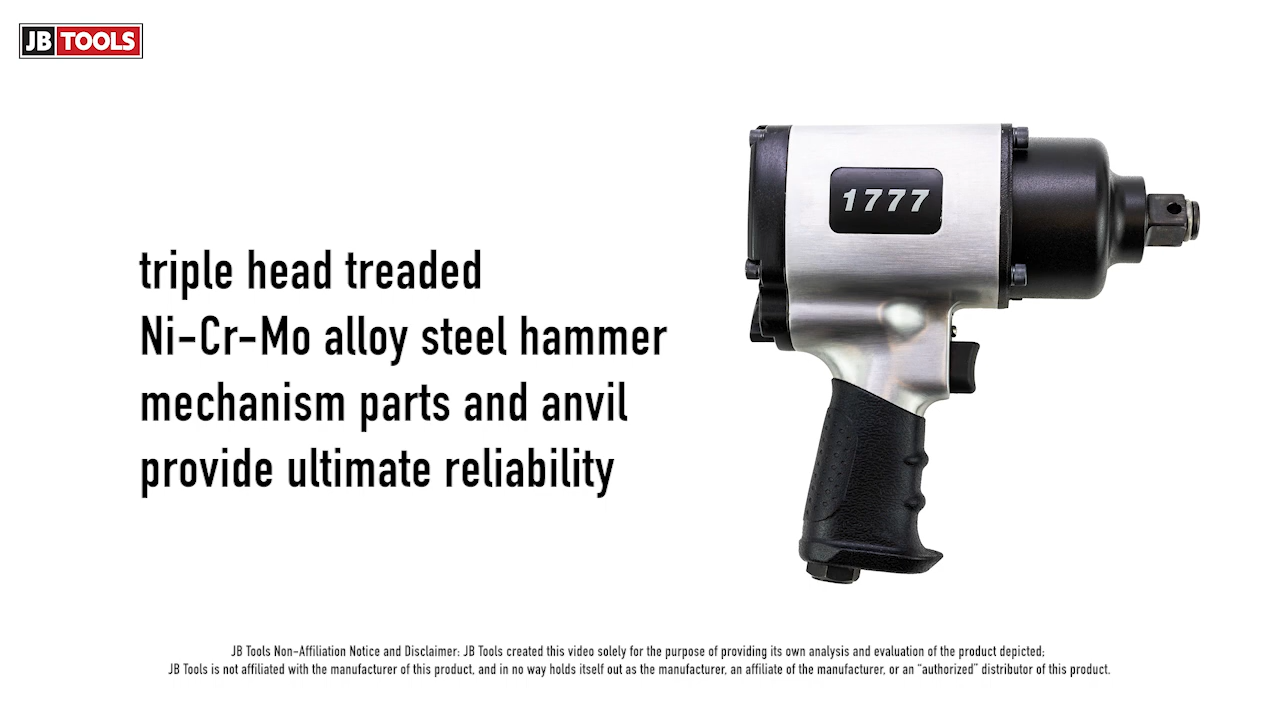 JB TOOLS
1777
triple head treaded
Ni-Cr-Mo alloy steel hammer
mechanism parts and anvil
provide ultimate reliability
JB Tools Non-Affiliation Notice and Disclaimer: JB Tools created this video solely for the purpose of providing its own analysis and evaluation of the product depicted;
JB Tools is not affiliated with the manufacturer of this product, and in no way holds itself out as the manufacturer, an affiliate of the manufacturer, or an "authorized" distributor of this product.